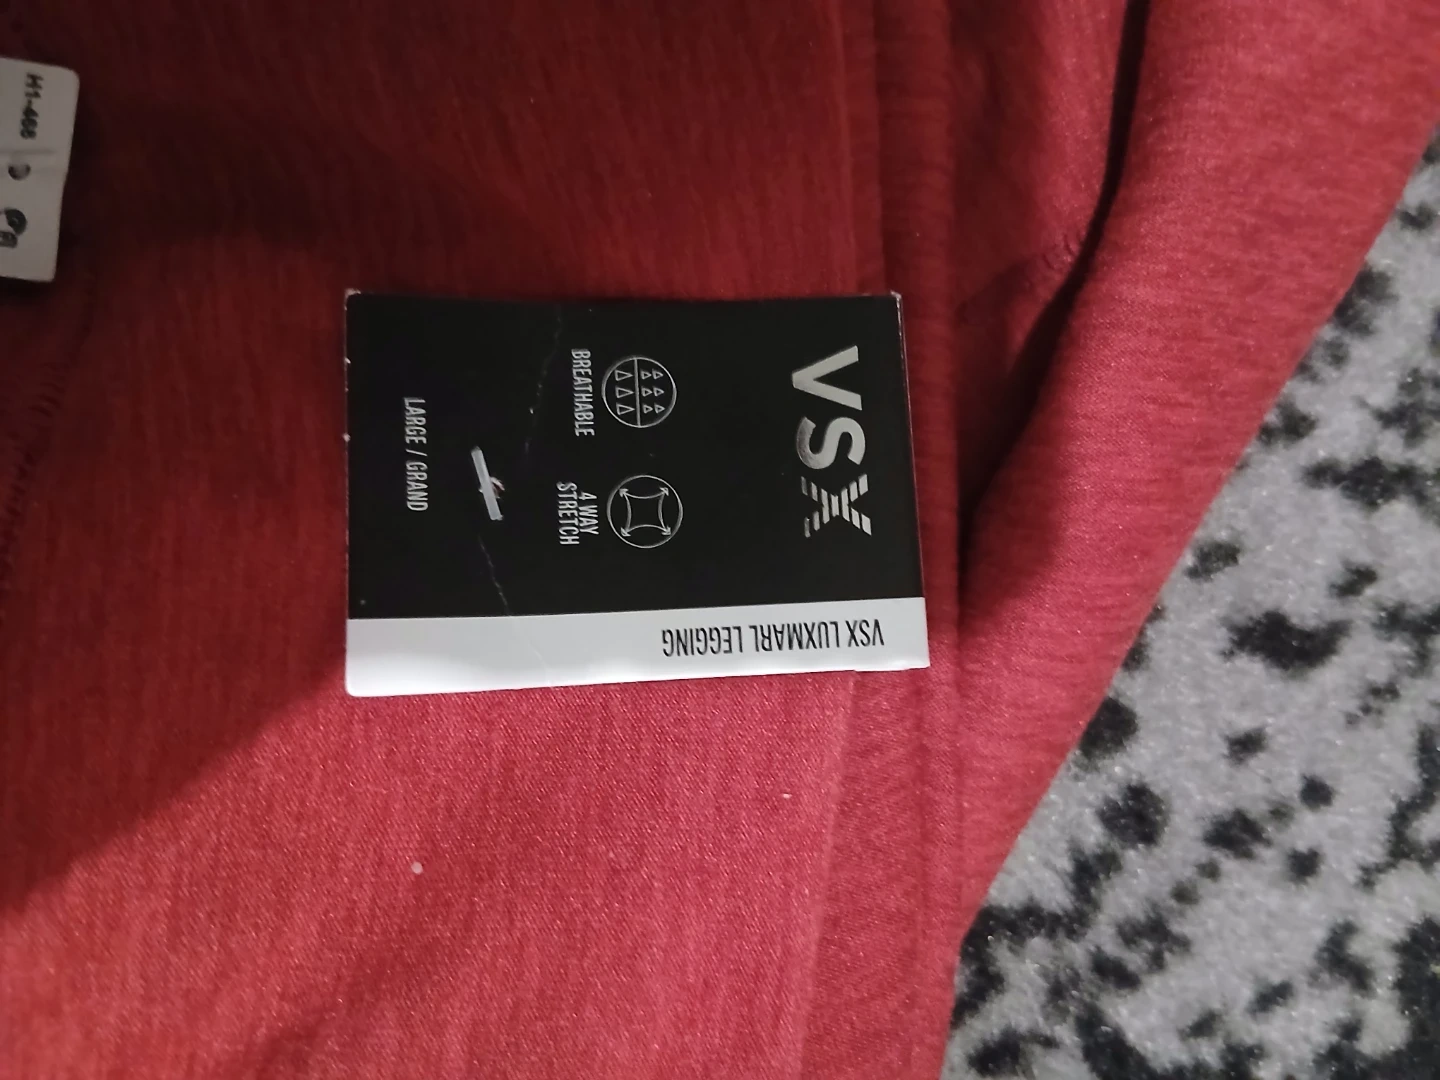 VSX
BREATHABLE
4 WAY
STRETCH
LARGE / GRAND
VSX LUXMARL LEGGING